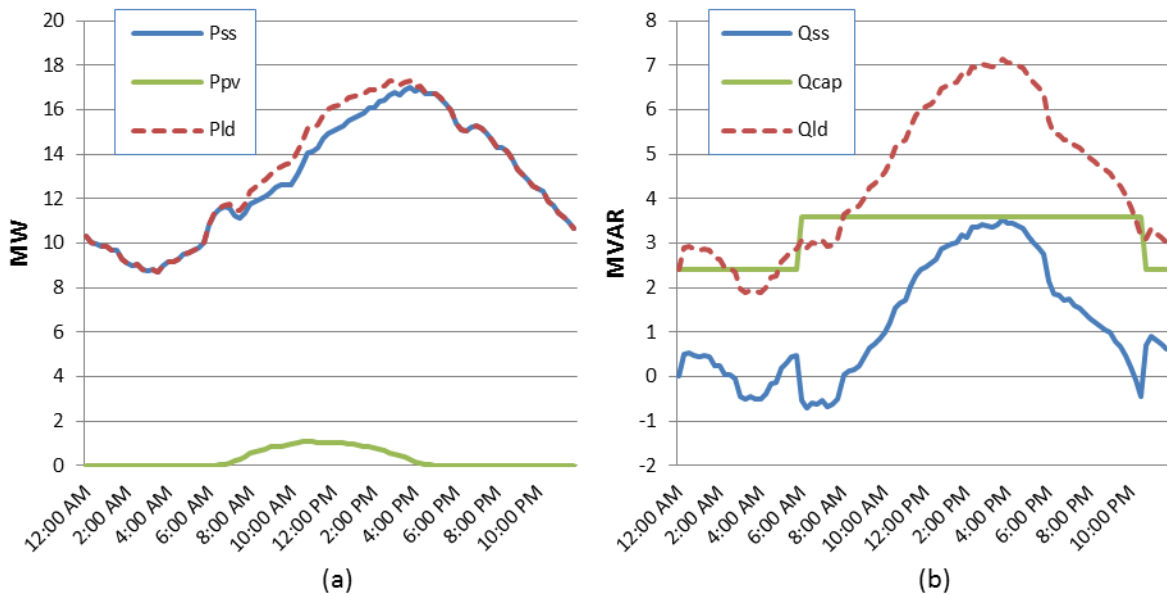 MW
20
18
16
14
12
10
8
6
4
2
0
Pss
Ppv
Pld
12:00 AM
2:00 AM
4:00 AM
6:00 AM
8:00 AM
10:00 AM
12:00 PM
2:00 PM
4:00 PM
6:00 PM
8:00 PM
10:00 PM
(a)
MVAR
8
7
6
5
4
3
2
1
0
-1
-2
Qss
Qcap
Qld
12:00 AM
2:00 AM
4:00 AM
6:00 AM
8:00 AM
10:00 AM
12:00 PM
2:00 PM
4:00 PM
6:00 PM
8:00 PM
10:00 PM
(b)